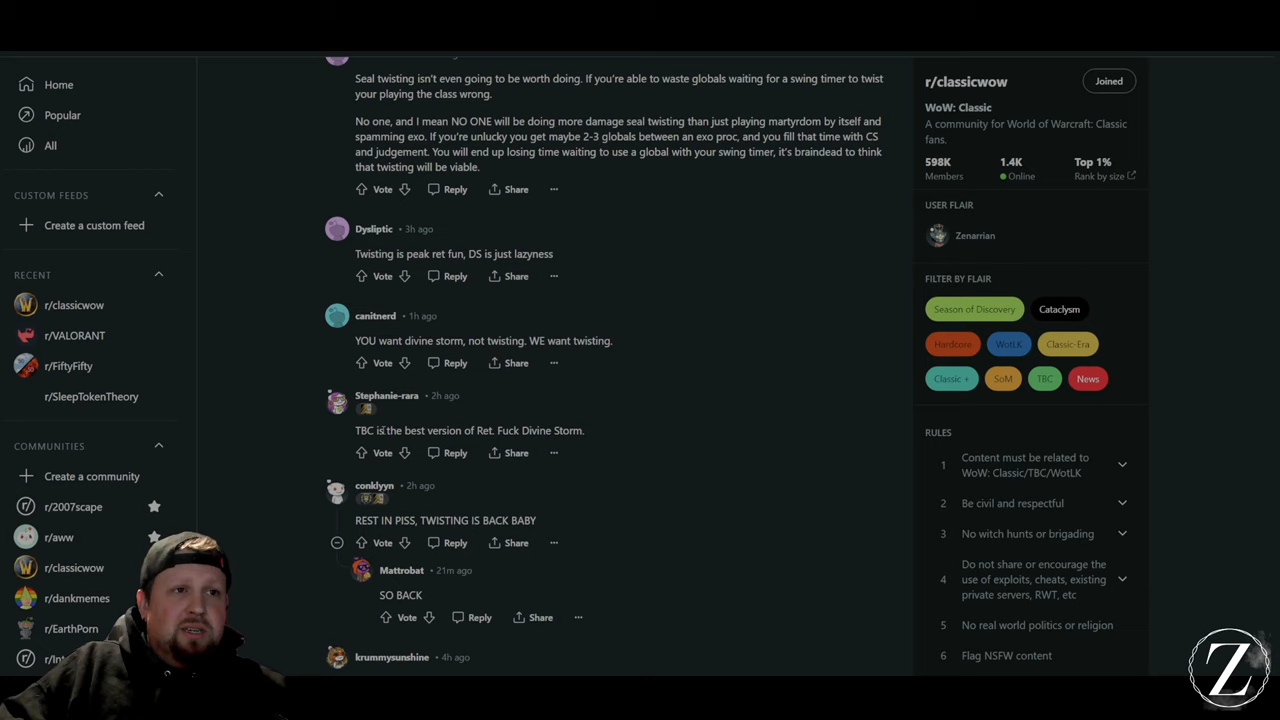 Home
Popular
All
CUSTOM FEEDS
Create a custom feed
RECENT
r/classicwow
r/VALORANT
r/FiftyFifty
r/SleepTokenTheory
COMMUNITIES
Create a community
r/2007scape
r/aww
r/classicwow
r/dankmemes
r/EarthPorn
Seal twisting isn't even going to be worth doing. If you're able to waste globals waiting for a swing timer to twist
your playing the class wrong.
No one, and I mean NO ONE will be doing more damage seal twisting than just playing martyrdom by itself and
spamming exo. If you're unlucky you get maybe 2-3 globals between an exo proc, and you fill that time with CS
and judgement. You will end up losing time waiting to use a global with your swing timer, it's braindead to think
that twisting will be viable.
Vote Reply Share
Dysliptic • 3h ago
Twisting is peak ret fun, DS is just lazyness
Vote Reply Share
canitnerd • 1h ago
YOU want divine storm, not twisting. WE want twisting.
Vote Reply Share
Stephanie-rara • 2h ago
TBC is the best version of Ret. Fuck Divine Storm.
Vote Reply Share
conklyyn • 2h ago
REST IN PISS, TWISTING IS BACK BABY
Vote Reply Share
Mattrobat • 21m ago
SO BACK
Vote Reply Share
krummysunshine • 4h ago
r/classicwow
Joined
WoW: Classic
A community for World of Warcraft: Classic
fans.
598K 1.4K Top 1%
Members Online Rank by size
USER FLAIR
Zenarrian
FILTER BY FLAIR
Season of Discovery Cataclysm
Hardcore WotLK Classic-Era
Classic + SoM TBC News
RULES
1 Content must be related to
WoW: Classic/TBC/WotLK
2 Be civil and respectful
3 No witch hunts or brigading
4 Do not share or encourage the
use of exploits, cheats, existing
private servers, RWT, etc
5 No real world politics or religion
6 Flag NSFW content
Z